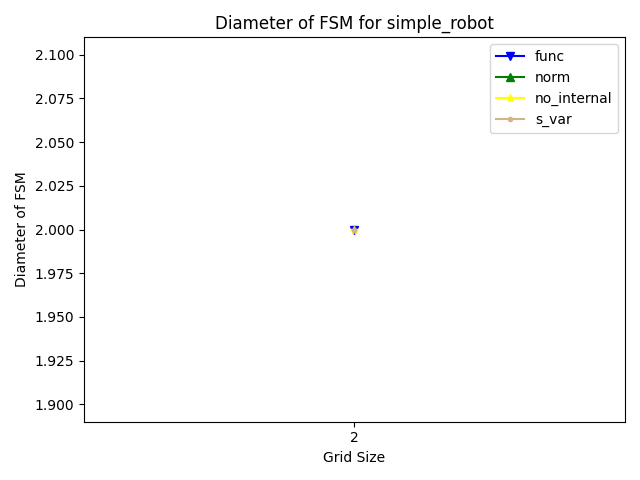 Diameter of FSM for simple_robot
func
norm
no_internal
s_var
Diameter of FSM
2.100
2.075
2.050
2.025
2.000
1.975
1.950
1.925
1.900
2
Grid Size